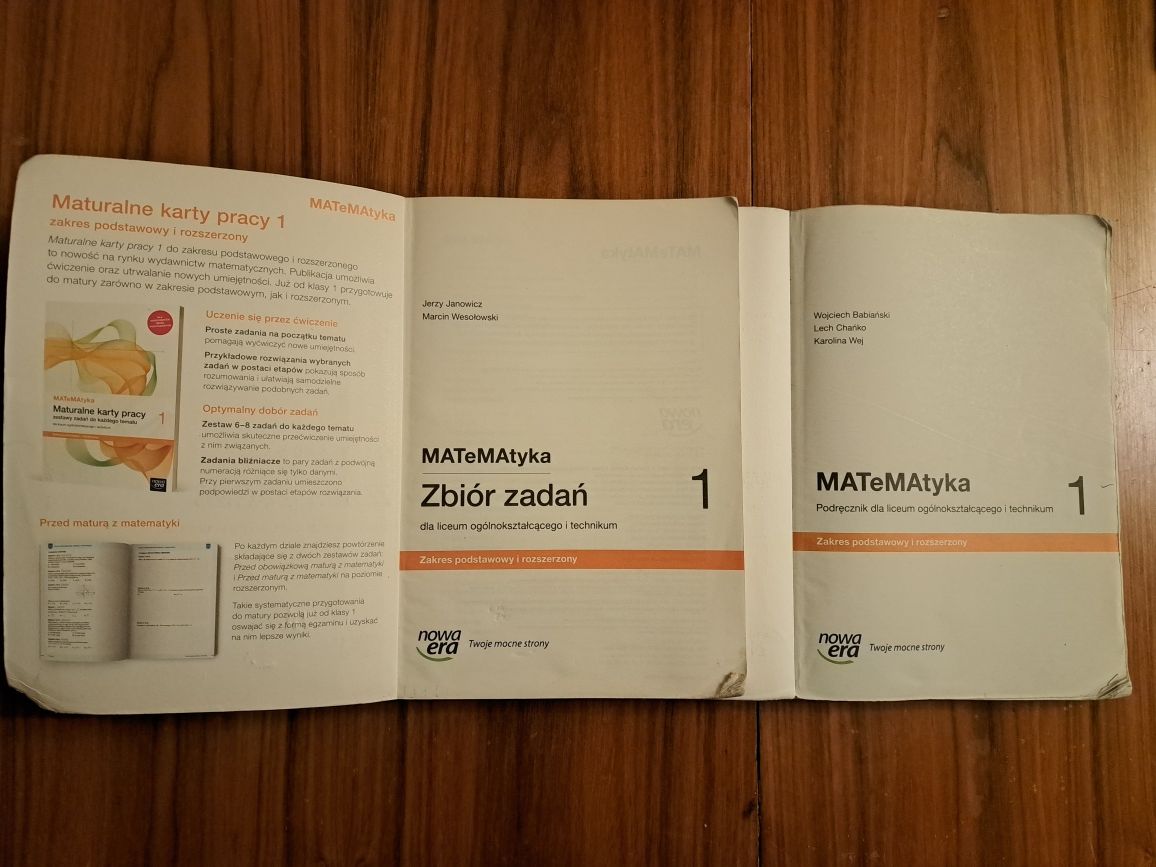 MATeMAtyka
Maturalne karty pracy 1
zakres podstawowy i rozszerzony
Maturalne karty pracy 1 do zakresu podstawowego i rozszerzonego
to nowość na rynku wydawnictw matematycznych. Publikacja umożliwia
ćwiczenie oraz utrwalanie nowych umiejętności. Już od klasy 1 przygotowuje
do matury zarówno w zakresie podstawowym, jak i rozszerzonym.
MATeMAtyka
Maturalne karty pracy 1
zestawy zadań do każdego tematu
nowa
era
Uczenie się przez ćwiczenie
Proste zadania na początku tematu
pomagają wyćwiczyć nowe umiejętności.
Przykładowe rozwiązania wybranych
zadań w postaci etapów pokazują sposób
rozumowania i ułatwiają samodzielne
rozwiązywanie podobnych zadań.
Optymalny dobór zadań
Zestaw 6–8 zadań do każdego tematu
umożliwia skuteczne przećwiczenie umiejętności
z nim związanych.
Zadania bliźniacze to pary zadań z podwójną
numeracją różniące się tylko danymi.
Przy pierwszym zadaniu umieszczono
podpowiedzi w postaci etapów rozwiązania.
Przed maturą z matematyki
Po każdym dziale znajdziesz powtórzenie
składające się z dwóch zestawów zadań:
Przed obowiązkową maturą z matematyki
i Przed maturą z matematyki na poziomie
rozszerzonym.
Takie systematyczne przygotowania
do matury pozwolą już od klasy 1
oswajać się z formą egzaminu i uzyskać
na nim lepsze wyniki.
Jerzy Janowicz
Marcin Wesołowski
MATeMAtyka
Zbiór zadań 1
dla liceum ogólnokształcącego i technikum
Zakres podstawowy i rozszerzony
nowa
era Twoje mocne strony
Wojciech Babiański
Lech Chańko
Karolina Wej
MATeMAtyka 1
Podręcznik dla liceum ogólnokształcącego i technikum
Zakres podstawowy i rozszerzony
nowa
era Twoje mocne strony